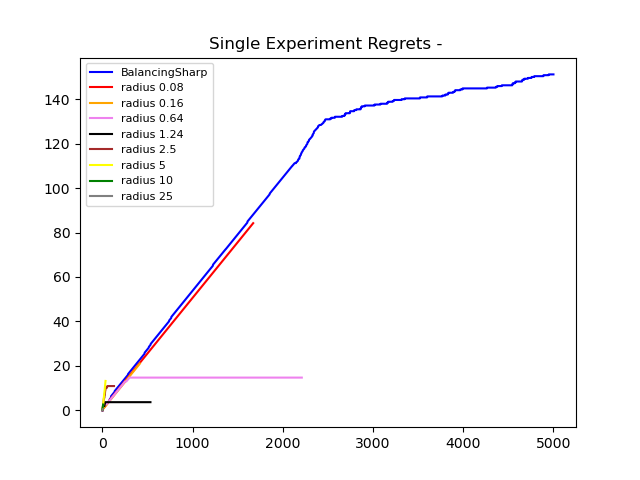 Single Experiment Regrets -
BalancingSharp
radius 0.08
radius 0.16
radius 0.64
radius 1.24
radius 2.5
radius 5
radius 10
radius 25
140
120
100
80
60
40
20
0
0 1000 2000 3000 4000 5000